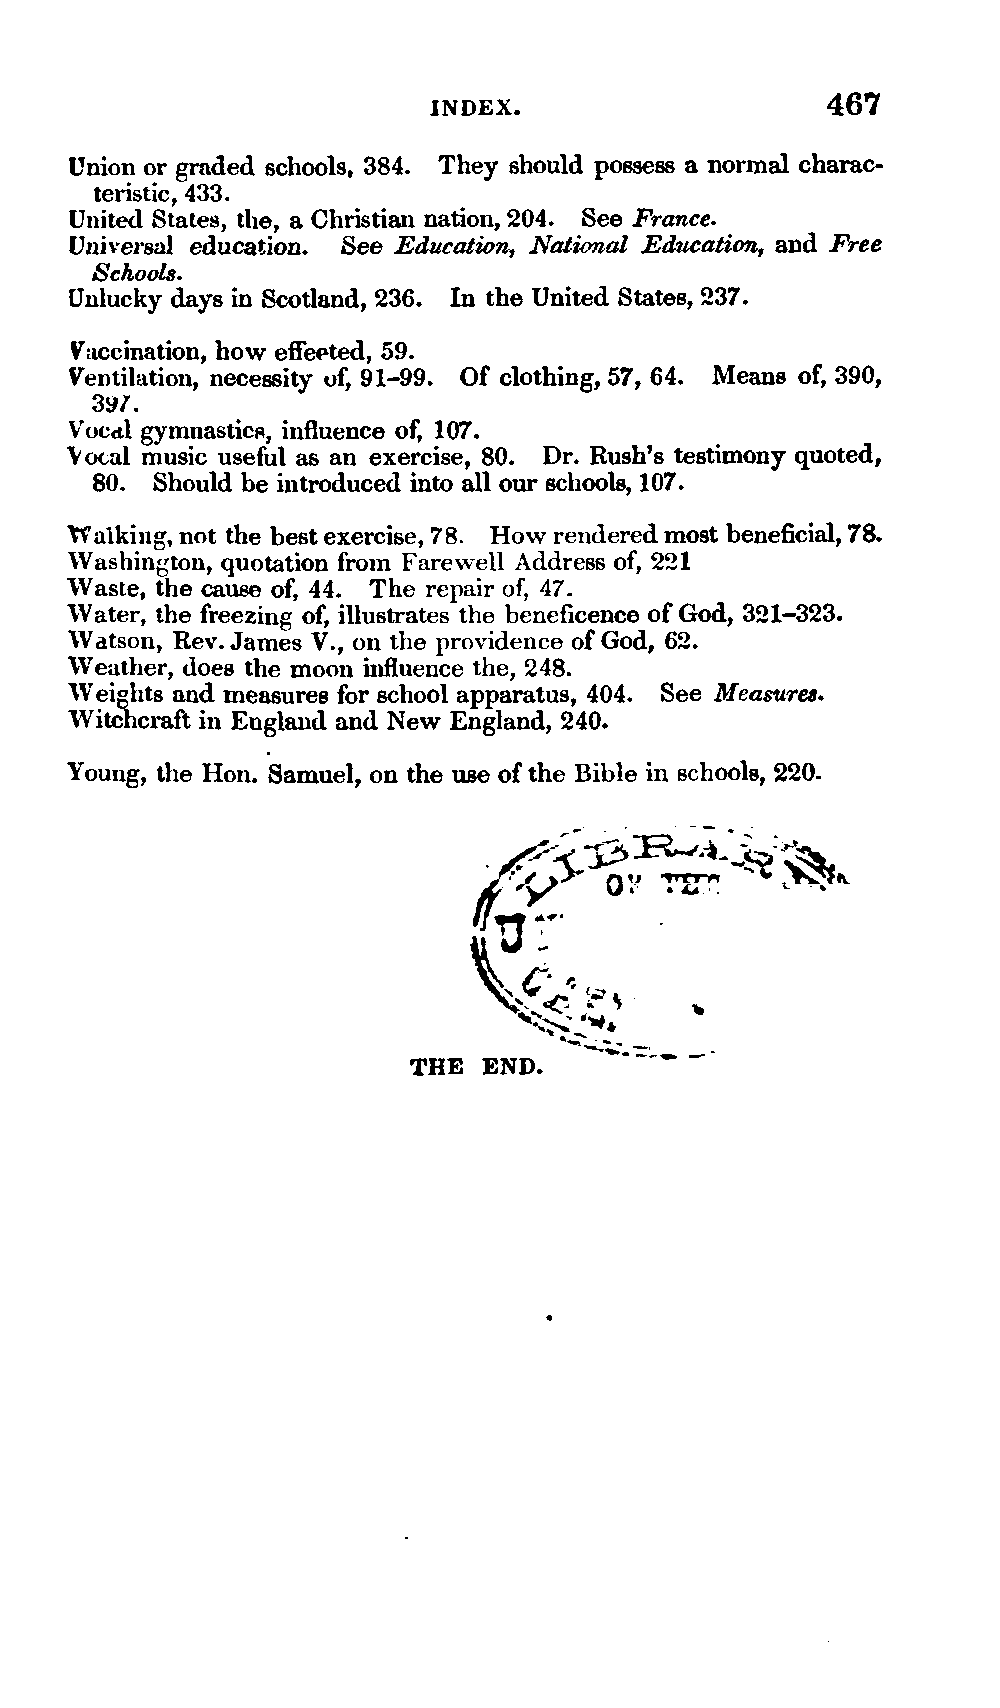 INDEX. 467
Union or graded schools, 384. They should possess a normal charac-
teristic, 433.
United States, the, a Christian nation, 204. See France.
Universal education. See Education, National Education, and Free
Schools.
Unlucky days in Scotland, 236. In the United States, 237.
Vaccination, how effected, 59.
Ventilation, necessity of, 91–99. Of clothing, 57, 64. Means of, 390,
397.
Vocal gymnastics, influence of, 107.
Vocal music useful as an exercise, 80. Dr. Rush's testimony quoted,
80. Should be introduced into all our schools, 107.
Walking, not the best exercise, 78. How rendered most beneficial, 78.
Washington, quotation from Farewell Address of, 221
Waste, the cause of, 44. The repair of, 47.
Water, the freezing of, illustrates the beneficence of God, 321–323.
Watson, Rev. James V., on the providence of God, 62.
Weather, does the moon influence the, 248.
Weights and measures for school apparatus, 404. See Measures.
Witchcraft in England and New England, 240.
Young, the Hon. Samuel, on the use of the Bible in schools, 220.
LIBRARY
OF THE
THE END.